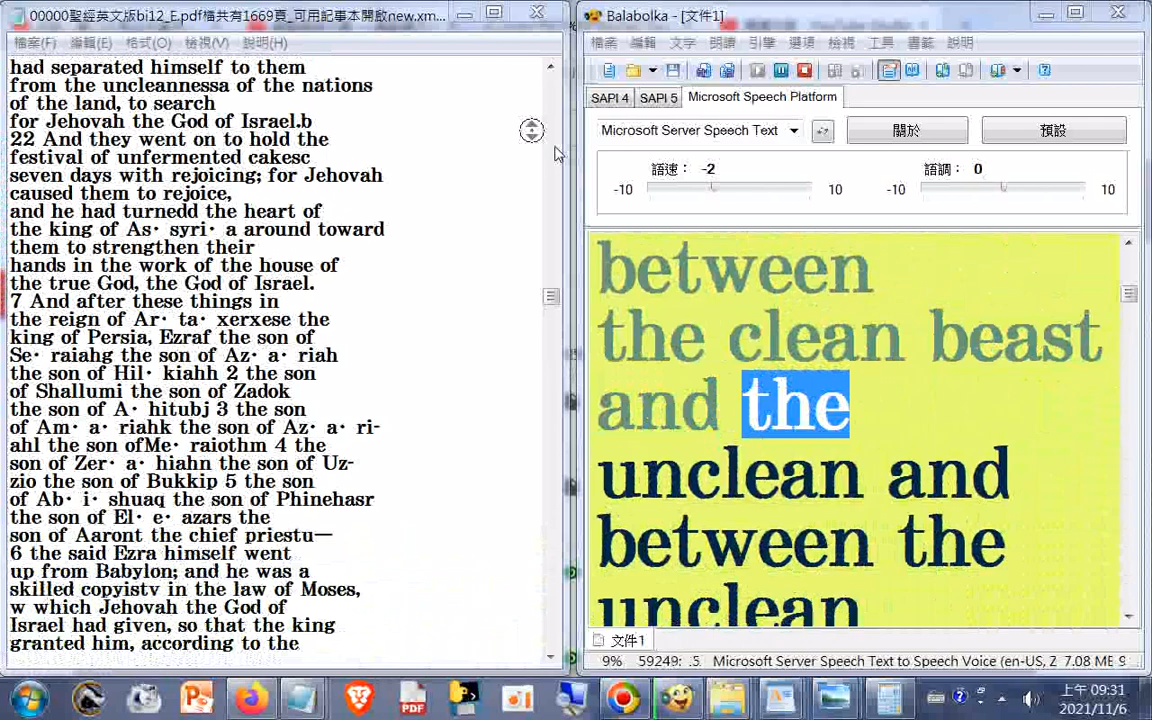 00000聖經英文版bi12_E.pdf檔共有1669頁_可用記事本開啟new.xm...
檔案(F) 編輯(E) 格式(O) 檢視(V) 說明(H)
had separated himself to them
from the uncleannessa of the nations
of the land, to search
for Jehovah the God of Israel.b
22 And they went on to hold the
festival of unfermented cakesc
seven days with rejoicing; for Jehovah
caused them to rejoice,
and he had turnedd the heart of
the king of As· syri· a around toward
them to strengthen their
hands in the work of the house of
the true God, the God of Israel.
7 And after these things in
the reign of Ar· ta· xerxese the
king of Persia, Ezraf the son of
Se· raiahg the son of Az· a· riah
the son of Hil· kiahh 2 the son
of Shallumi the son of Zadok
the son of A· hitubj 3 the son
of Am· a· riahk the son of Az· a· ri-
ahl the son ofMe· raiothm 4 the
son of Zer· a· hiahn the son of Uz-
zio the son of Bukkip 5 the son
of Ab· i· shuaq the son of Phinehasr
the son of El· e· azars the
son of Aaront the chief priestu—
6 the said Ezra himself went
up from Babylon; and he was a
skilled copyistv in the law of Moses,
w which Jehovah the God of
Israel had given, so that the king
granted him, according to the
Balabolka - [文件1]
檔案 編輯 文字 朗讀 引擎 選項 檢視 工具 書籤 說明
SAPI 4 SAPI 5 Microsoft Speech Platform
Microsoft Server Speech Text 關於 預設
語速: -2 語調: 0
-10 10 -10 10
between
the clean beast
and the
unclean and
between the
unclean
文件1
9% 59249: .5 Microsoft Server Speech Text to Speech Voice (en-US, Z 7.08 MB 9
上午 09:31
2021/11/6